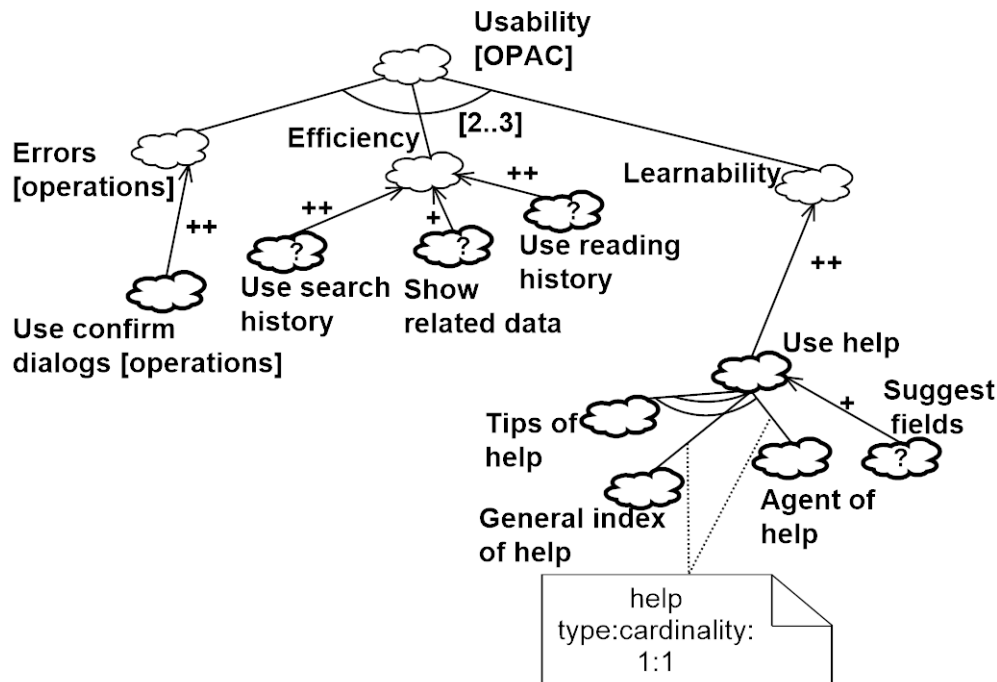 Usability
[OPAC]
[2..3]
Efficiency
Errors
[operations]
Learnability
++
++
+
++
++
?
?
?
Use search
history
Show
related data
Use reading
history
Use confirm
dialogs [operations]
Use help
Tips of
help
+
Suggest
fields
?
General index
of help
Agent of
help
help
type:cardinality:
1:1